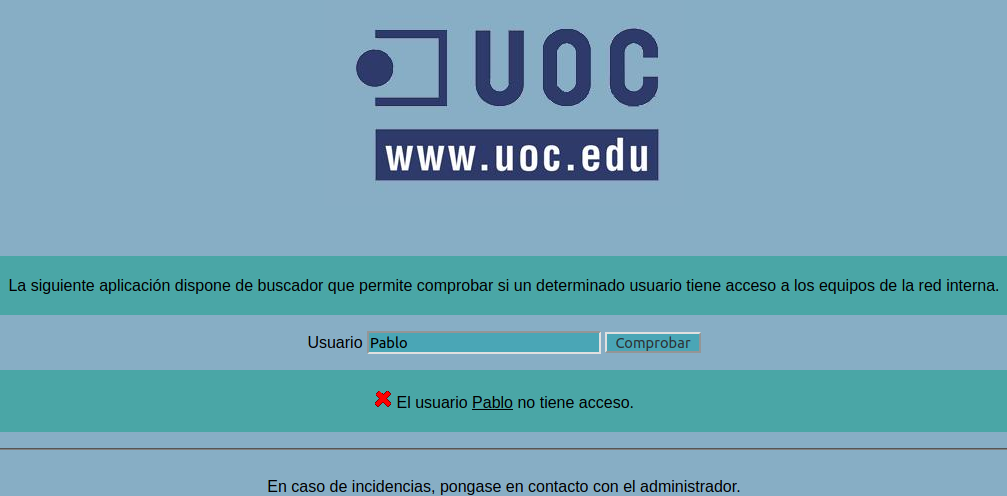 UOC
www.uoc.edu
La siguiente aplicación dispone de buscador que permite comprobar si un determinado usuario tiene acceso a los equipos de la red interna.
Usuario Pablo Comprobar
El usuario Pablo no tiene acceso.
En caso de incidencias, pongase en contacto con el administrador.